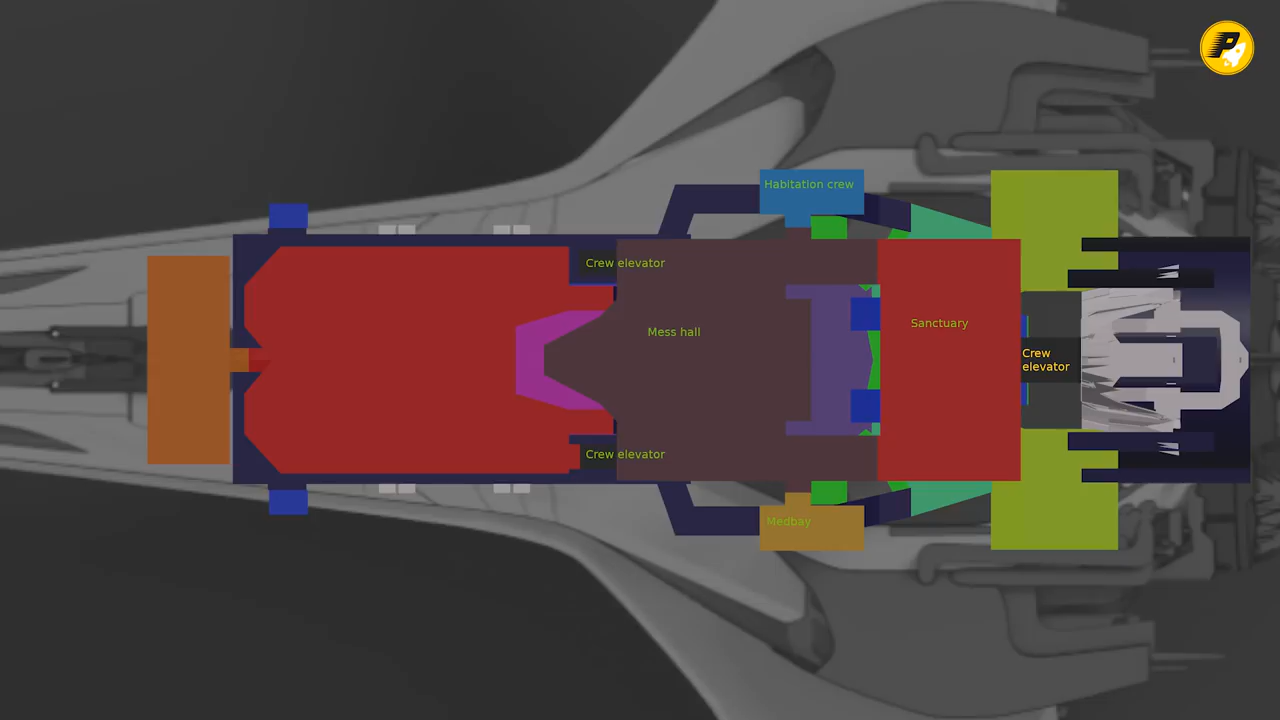 P
Habitation crew
Crew elevator
Mess hall
Sanctuary
Crew
elevator
Crew elevator
Medbay